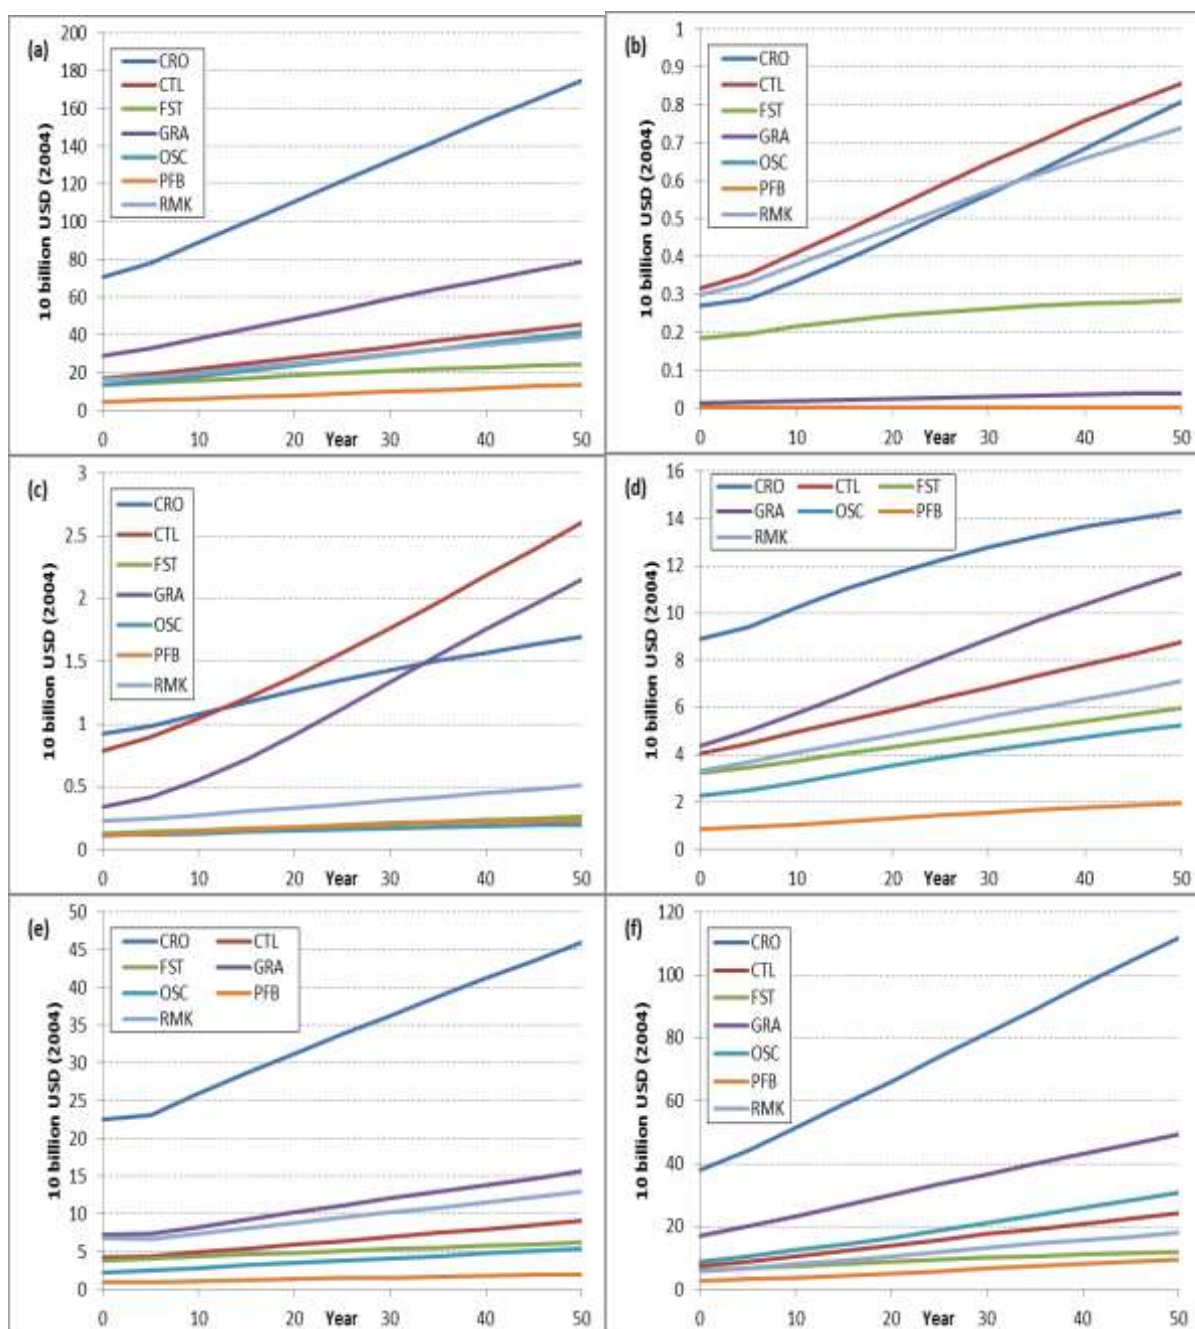 (a)
10 billion USD (2004)
200
180
160
140
120
100
80
60
40
20
0
CRO
CTL
FST
GRA
OSC
PFB
RMK
0 10 20 Year 30 40 50
(b)
10 billion USD (2004)
1
0.9
0.8
0.7
0.6
0.5
0.4
0.3
0.2
0.1
0
CRO
CTL
FST
GRA
OSC
PFB
RMK
0 10 20 Year 30 40 50
(c)
10 billion USD (2004)
3
2.5
2
1.5
1
0.5
0
CRO
CTL
FST
GRA
OSC
PFB
RMK
0 10 20 Year 30 40 50
(d)
10 billion USD (2004)
16
14
12
10
8
6
4
2
0
CRO CTL FST
GRA OSC PFB
RMK
0 10 20 Year 30 40 50
(e)
10 billion USD (2004)
50
45
40
35
30
25
20
15
10
5
0
CRO CTL
FST GRA
OSC PFB
RMK
0 10 20 Year 30 40 50
(f)
10 billion USD (2004)
120
100
80
60
40
20
0
CRO
CTL
FST
GRA
OSC
PFB
RMK
0 10 20 Year 30 40 50